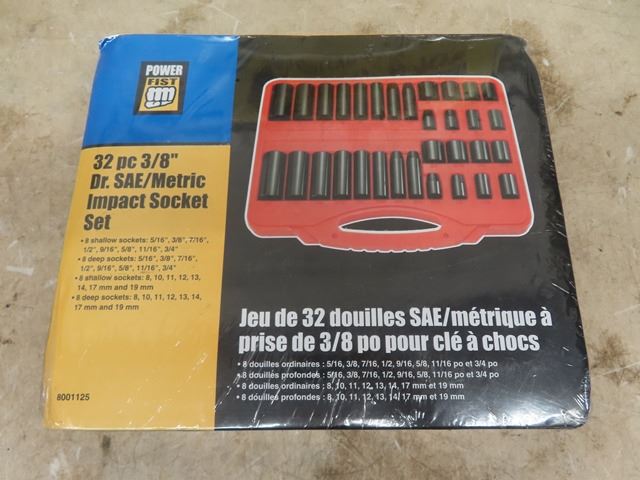 POWER
FIST
32 pc 3/8"
Dr. SAE/Metric
Impact Socket
Set
• 8 shallow sockets: 5/16", 3/8", 7/16",
1/2", 9/16", 5/8", 11/16", 3/4"
• 8 deep sockets: 5/16", 3/8", 7/16",
1/2", 9/16", 5/8", 11/16", 3/4"
• 8 shallow sockets: 8, 10, 11, 12, 13,
14, 17 mm and 19 mm
• 8 deep sockets: 8, 10, 11, 12, 13, 14,
17 mm and 19 mm
8001125
Jeu de 32 douilles SAE/métrique à
prise de 3/8 po pour clé à chocs
• 8 douilles ordinaires : 5/16, 3/8, 7/16, 1/2, 9/16, 5/8, 11/16 po et 3/4 po
• 8 douilles profondes : 5/16, 3/8, 7/16, 1/2, 9/16, 5/8, 11/16 po et 3/4 po
• 8 douilles ordinaires : 8, 10, 11, 12, 13, 14, 17 mm et 19 mm
• 8 douilles profondes : 8, 10, 11, 12, 13, 14, 17 mm et 19 mm